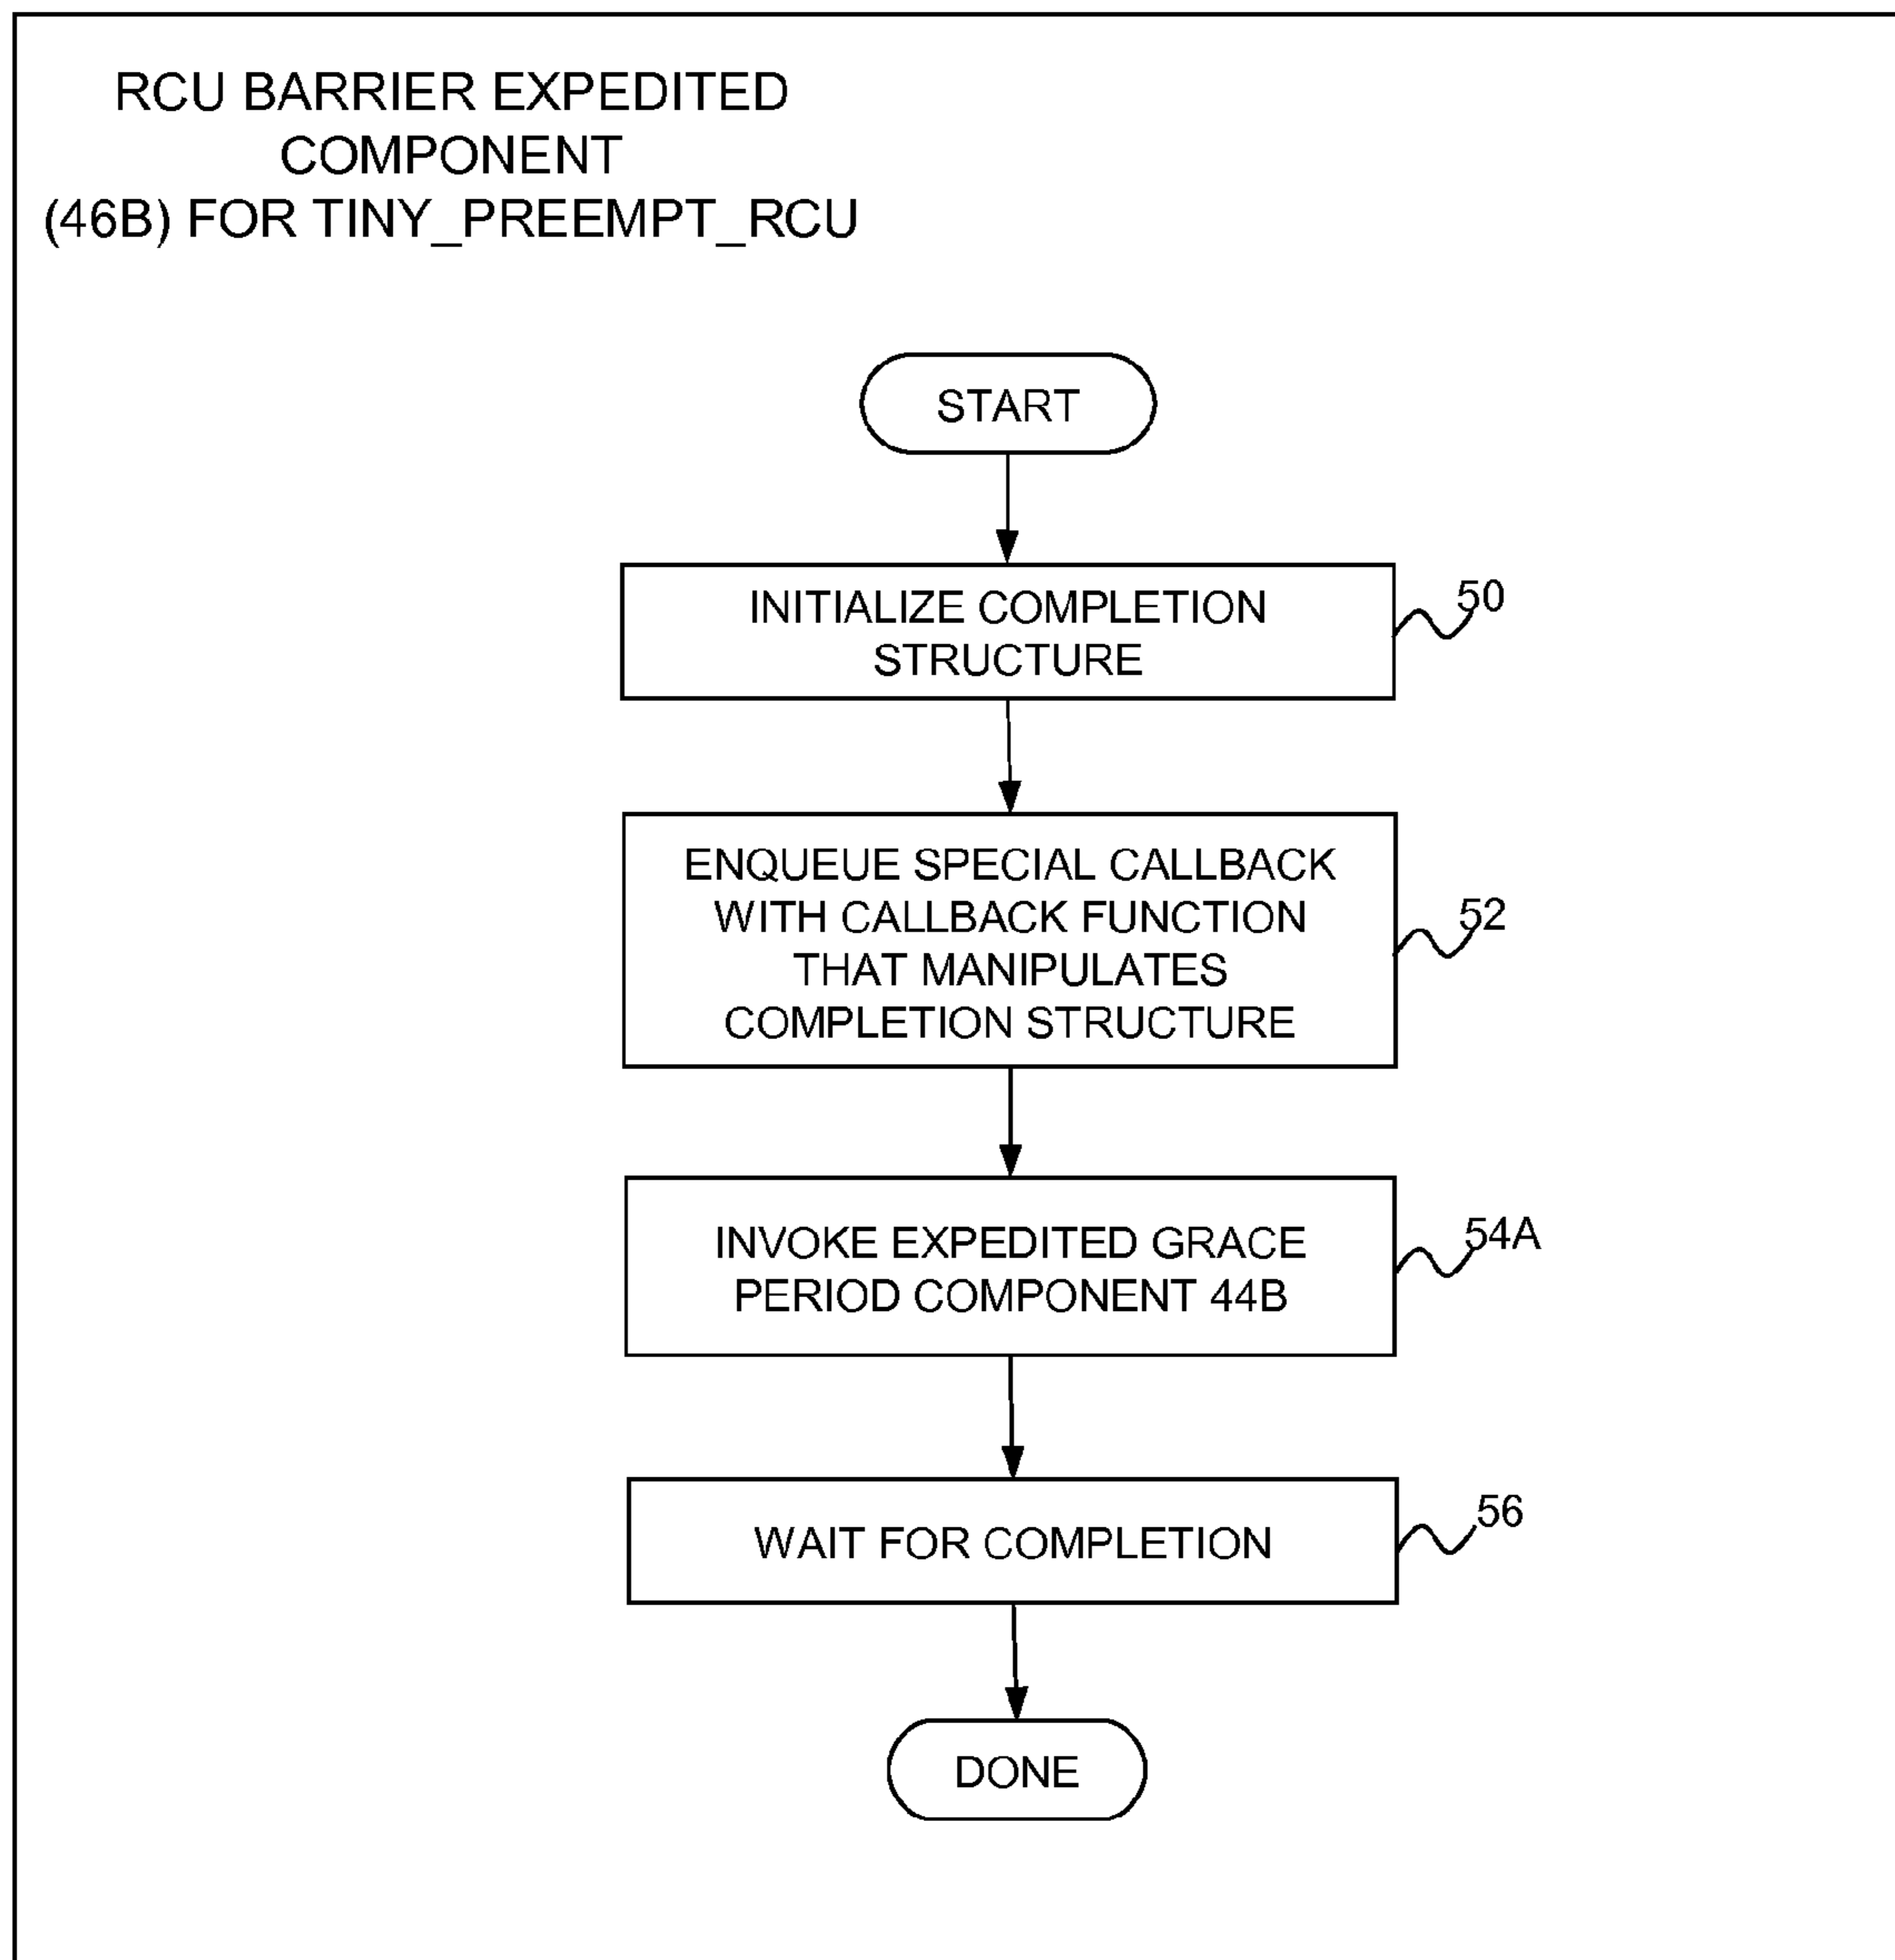 RCU BARRIER EXPEDITED
COMPONENT
(46B) FOR TINY_PREEMPT_RCU
START
INITIALIZE COMPLETION
STRUCTURE
50
ENQUEUE SPECIAL CALLBACK
WITH CALLBACK FUNCTION
THAT MANIPULATES
COMPLETION STRUCTURE
52
INVOKE EXPEDITED GRACE
PERIOD COMPONENT 44B
54A
WAIT FOR COMPLETION
56
DONE